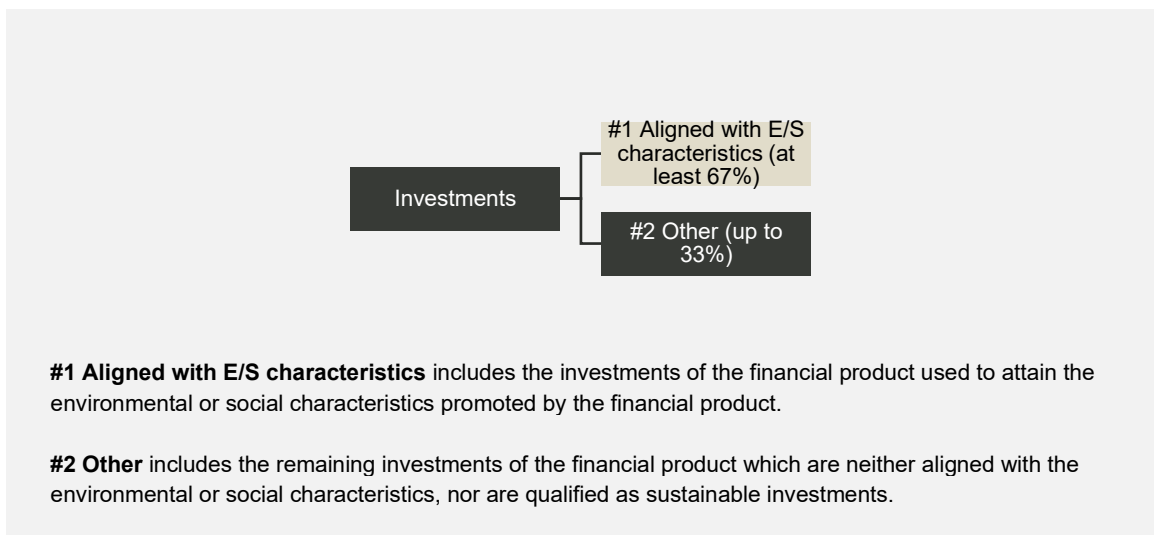 Investments
#1 Aligned with E/S
characteristics (at
least 67%)
#2 Other (up to
33%)
#1 Aligned with E/S characteristics includes the investments of the financial product used to attain the
environmental or social characteristics promoted by the financial product.
#2 Other includes the remaining investments of the financial product which are neither aligned with the
environmental or social characteristics, nor are qualified as sustainable investments.